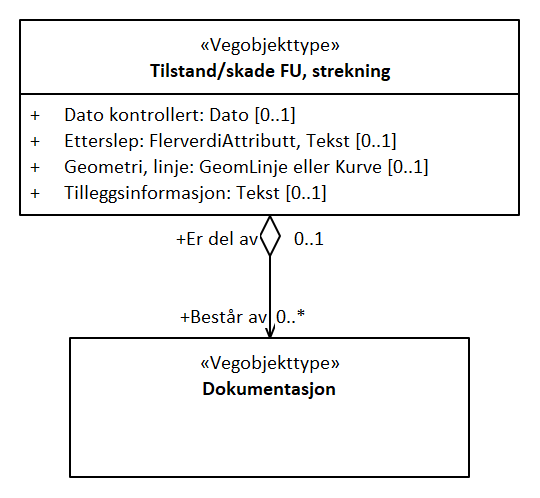 «Vegobjekttype»
Tilstand/skade FU, strekning
+ Dato kontrollert: Dato [0..1]
+ Etterslep: FlerverdiAttributt, Tekst [0..1]
+ Geometri, linje: GeomLinje eller Kurve [0..1]
+ Tilleggsinformasjon: Tekst [0..1]
+Er del av 0..1
+Består av 0..*
«Vegobjekttype»
Dokumentasjon